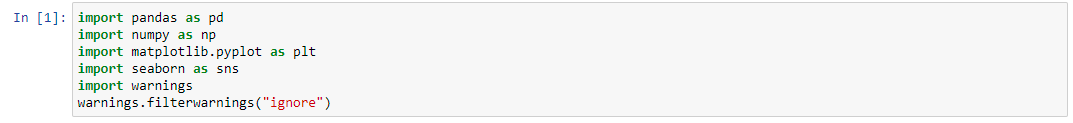 In [1]: import pandas as pd
import numpy as np
import matplotlib.pyplot as plt
import seaborn as sns
import warnings
warnings.filterwarnings("ignore")